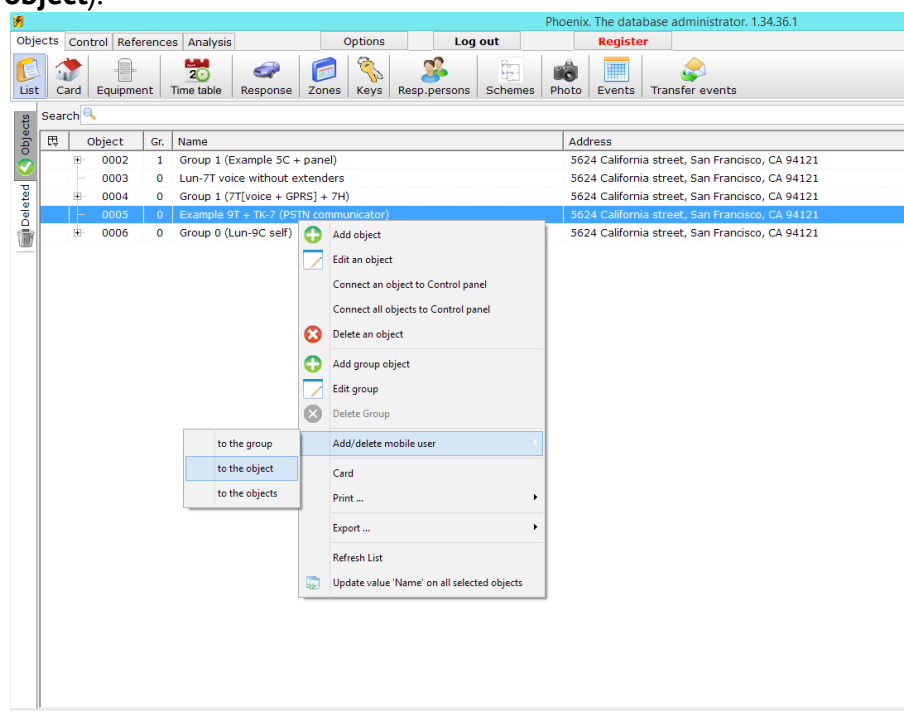 object).
Phoenix. The database administrator. 1.34.36.1
Objects Control References Analysis Options Log out Register
List Card Equipment Time table Response Zones Keys Resp.persons Schemes Photo Events Transfer events
Search
Objects
Deleted
Object Gr. Name Address
0002 1 Group 1 (Example 5C + panel) 5624 California street, San Francisco, CA 94121
0003 0 Lun-7T voice without extenders 5624 California street, San Francisco, CA 94121
0004 0 Group 1 (7T[voice + GPRS] + 7H) 5624 California street, San Francisco, CA 94121
0005 0 Example 9T + TK-7 (PSTN communicator) 5624 California street, San Francisco, CA 94121
0006 0 Group 0 (Lun-9C self) 5624 California street, San Francisco, CA 94121
Add object
Edit an object
Connect an object to Control panel
Connect all objects to Control panel
Delete an object
Add group object
Edit group
Delete Group
Add/delete mobile user
to the group
to the object
to the objects
Card
Print ...
Export ...
Refresh List
Update value 'Name' on all selected objects